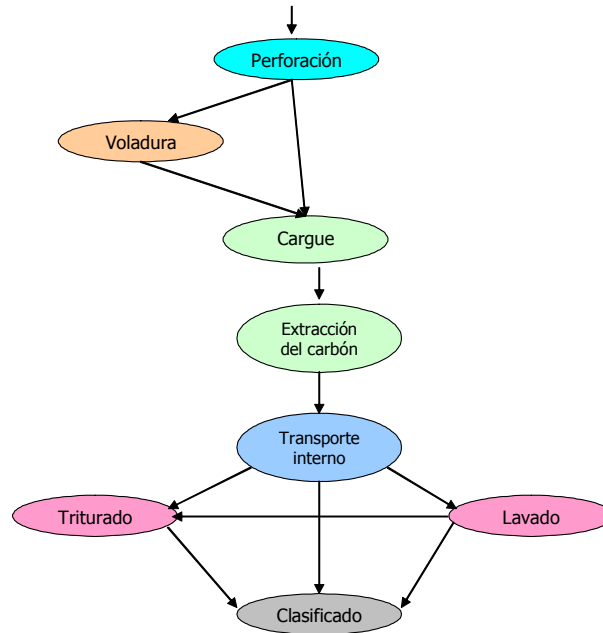 Perforación
Voladura
Cargue
Extracción
del carbón
Transporte
interno
Triturado
Lavado
Clasificado